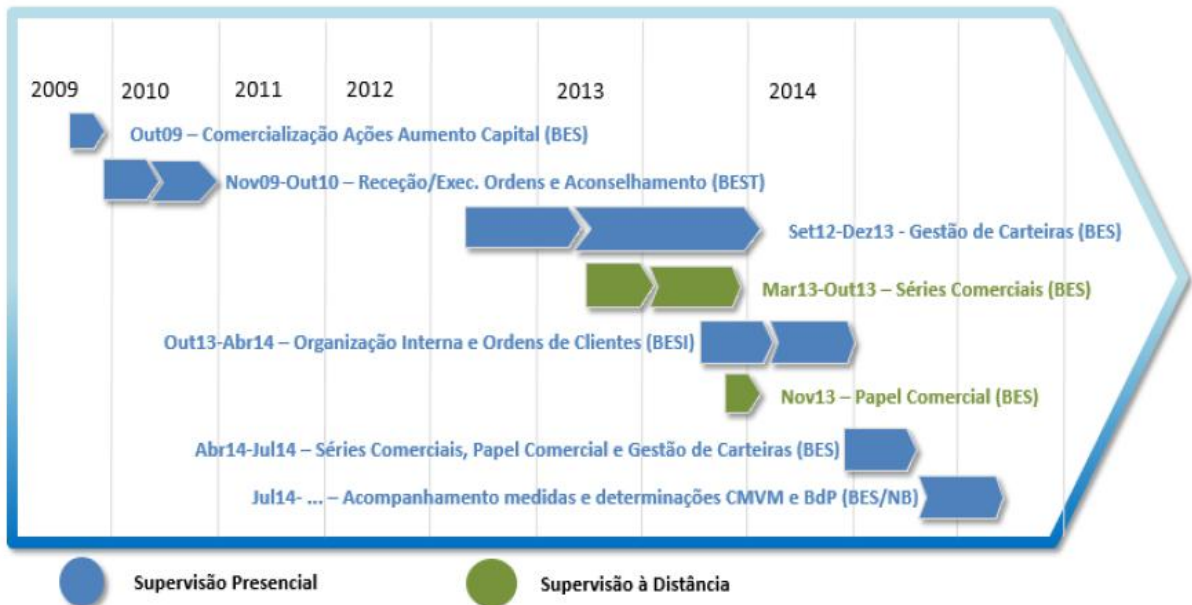 2009 2010 2011 2012 2013 2014
Out09 – Comercialização Ações Aumento Capital (BES)
Nov09-Out10 – Receção/Exec. Ordens e Aconselhamento (BEST)
Set12-Dez13 - Gestão de Carteiras (BES)
Mar13-Out13 – Séries Comerciais (BES)
Out13-Abr14 – Organização Interna e Ordens de Clientes (BESI)
Nov13 – Papel Comercial (BES)
Abr14-Jul14 – Séries Comerciais, Papel Comercial e Gestão de Carteiras (BES)
Jul14- ... – Acompanhamento medidas e determinações CMVM e BdP (BES/NB)
Supervisão Presencial
Supervisão à Distância